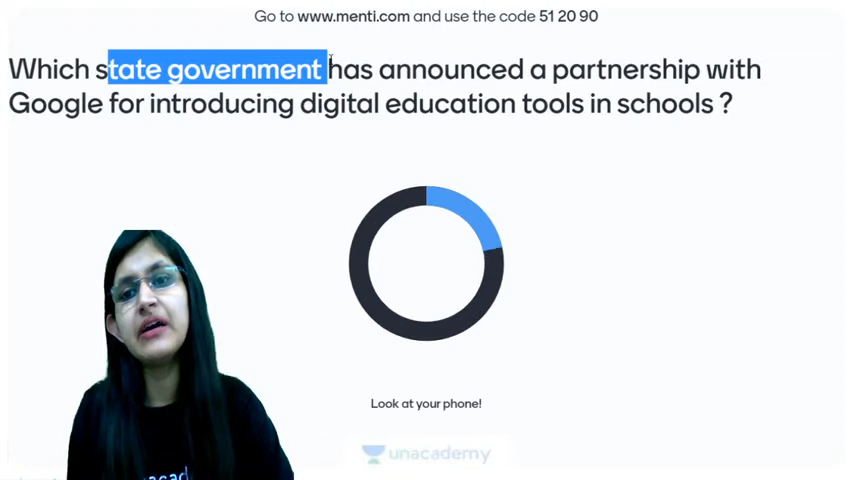 Go to www.menti.com and use the code 51 20 90
Which state government has announced a partnership with
Google for introducing digital education tools in schools ?
Look at your phone!
unacademy
unacad